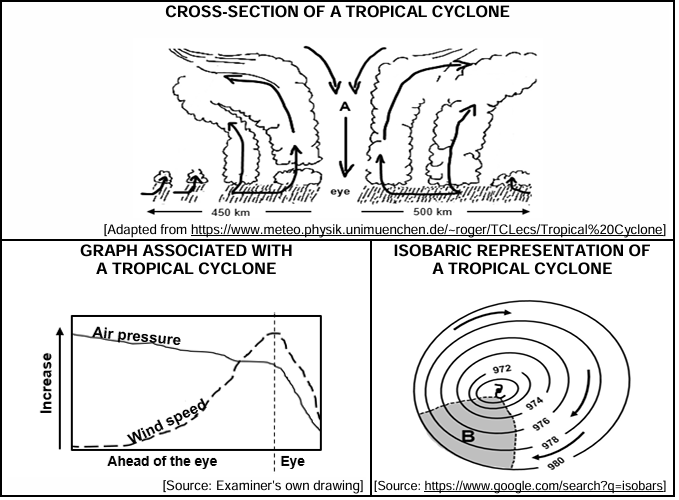 CROSS-SECTION OF A TROPICAL CYCLONE
A
eye
450 km
500 km
[Adapted from https://www.meteo.physik.unimuenchen.de/~roger/TCLecs/Tropical%20Cyclone]
GRAPH ASSOCIATED WITH
A TROPICAL CYCLONE
Air pressure
Increase
Wind speed
Ahead of the eye
Eye
[Source: Examiner's own drawing]
ISOBARIC REPRESENTATION OF
A TROPICAL CYCLONE
972
974
976
978
980
B
[Source: https://www.google.com/search?q=isobars]